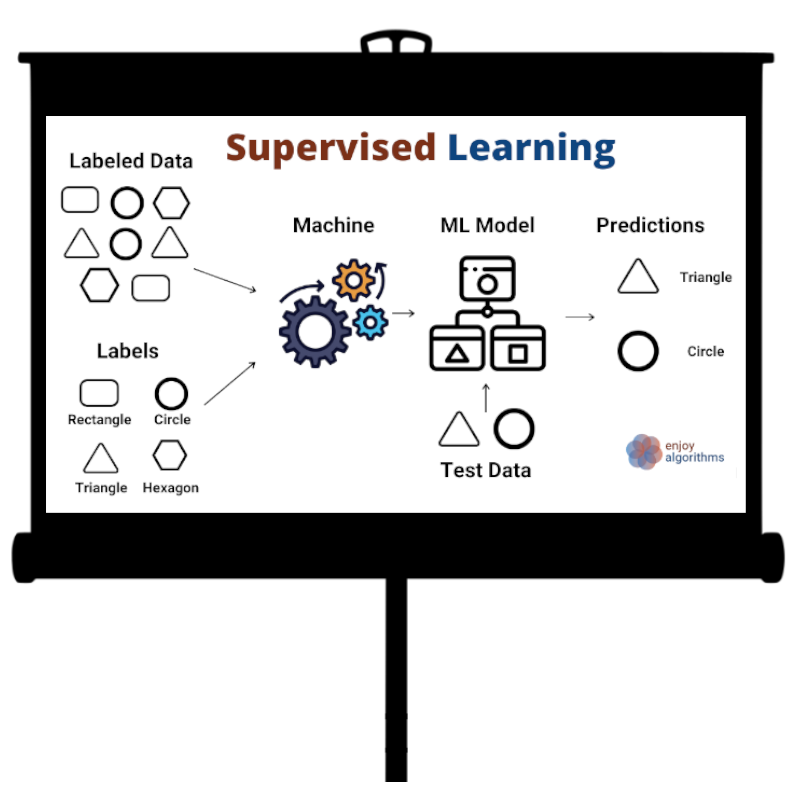 Supervised Learning
Labeled Data
Machine
ML Model
Predictions
Triangle
Circle
Labels
Rectangle
Circle
Triangle
Hexagon
Test Data
enjoy
algorithms